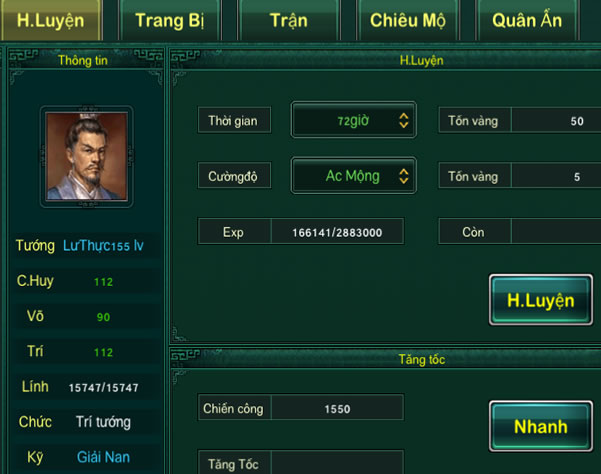 H.Luyện Trang Bị Trận Chiêu Mộ Quân Ấn
Thông tin
Tướng LưThực155 lv
C.Huy 112
Võ 90
Trí 112
Lính 15747/15747
Chức Trí tướng
Kỹ Giải Nan
H.Luyện
Thời gian 72giờ Tốn vàng 50
Cườngđộ Ac Mộng Tốn vàng 5
Exp 166141/2883000 Còn
H.Luyện
Tăng tốc
Chiến công 1550
Nhanh
Tăng Tốc